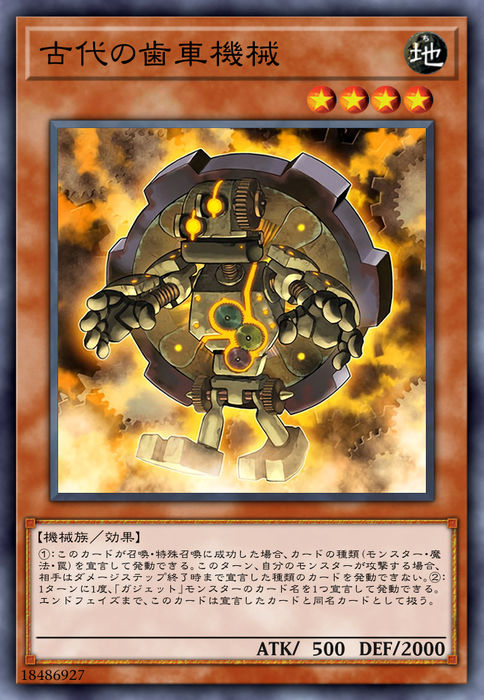 古代の歯車機械
ち
地
【機械族/効果】
①:このカードが召喚・特殊召喚に成功した場合、カードの種類(モンスター・魔
法・罠)を宣言して発動できる。このターン、自分のモンスターが攻撃する場合、
相手はダメージステップ終了時まで宣言した種類のカードを発動できない。②:
1ターンに1度、「ガジェット」モンスターのカード名を1つ宣言して発動できる。
エンドフェイズまで、このカードは宣言したカードと同名カードとして扱う。
ATK/ 500 DEF/2000
18486927